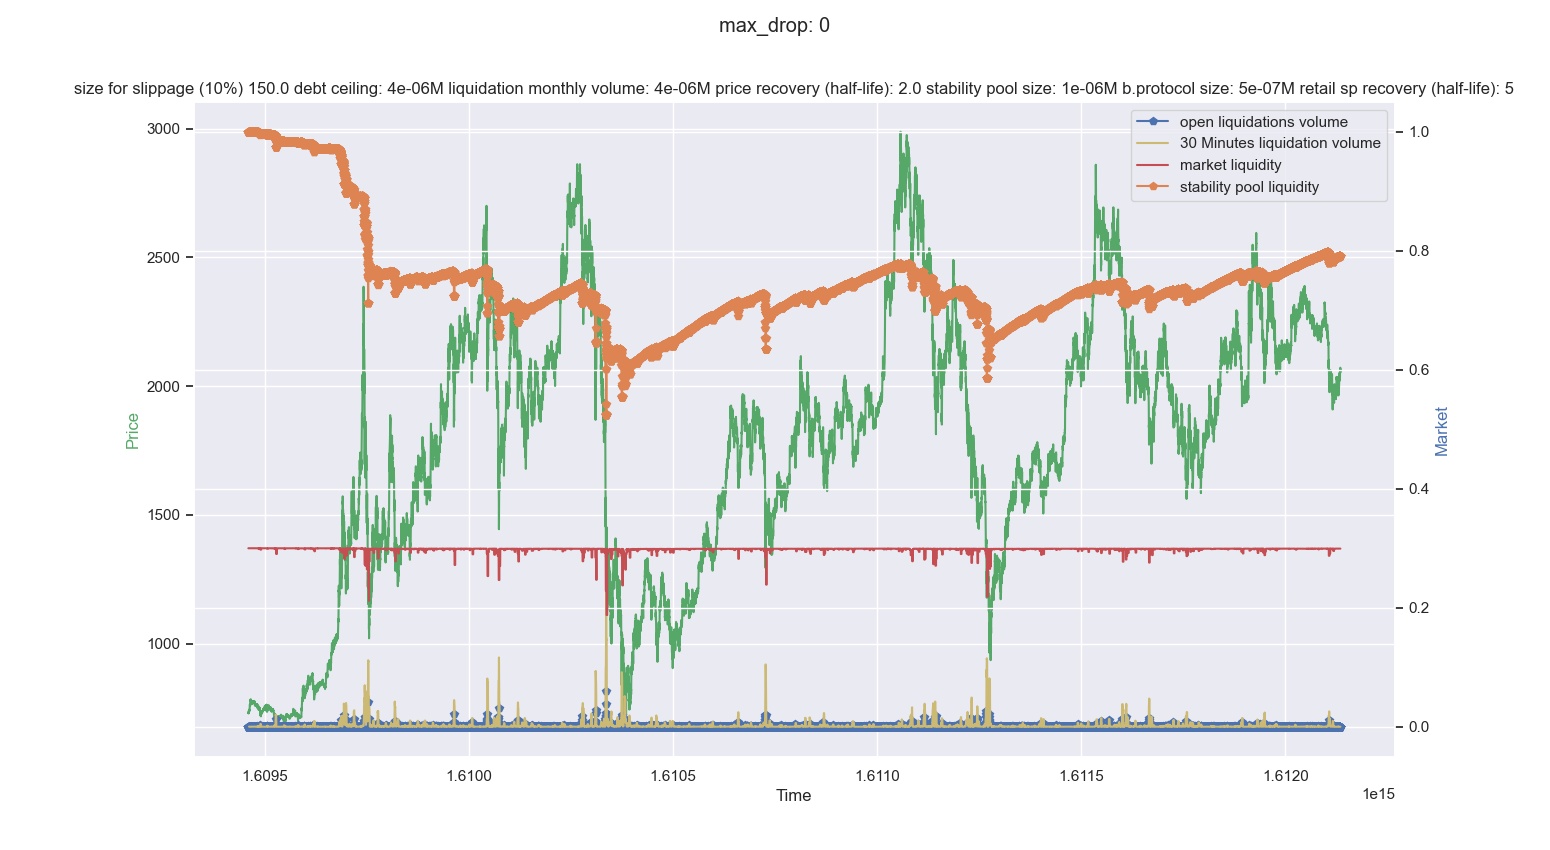 max_drop: 0
size for slippage (10%) 150.0 debt ceiling: 4e-06M liquidation monthly volume: 4e-06M price recovery (half-life): 2.0 stability pool size: 1e-06M b.protocol size: 5e-07M retail sp recovery (half-life): 5
open liquidations volume
30 Minutes liquidation volume
market liquidity
stability pool liquidity
3000
2500
2000
1500
1000
Price
1.0
0.8
0.6
0.4
0.2
0.0
Market
1.6095 1.6100 1.6105 1.6110 1.6115 1.6120
Time
1e15